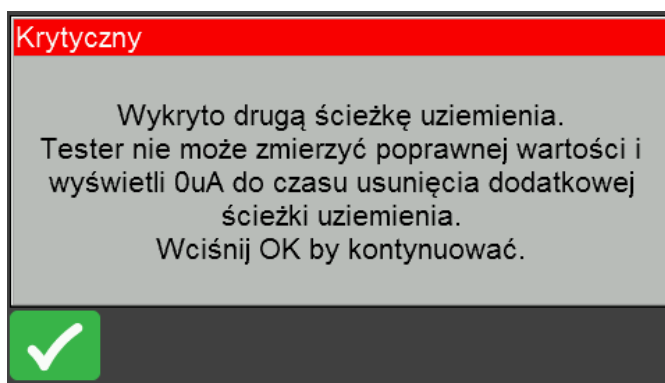 Krytyczny
Wykryto drugą ścieżkę uziemienia.
Tester nie może zmierzyć poprawnej wartości i
wyświetli 0uA do czasu usunięcia dodatkowej
ścieżki uziemienia.
Wciśnij OK by kontynuować.